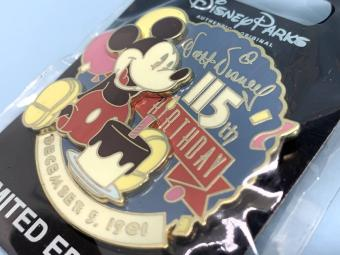 Disney Parks
AUTHENTIC ORIGINAL
Walt Disney
115th
BIRTHDAY
DECEMBER 5, 1901
LIMITED ED